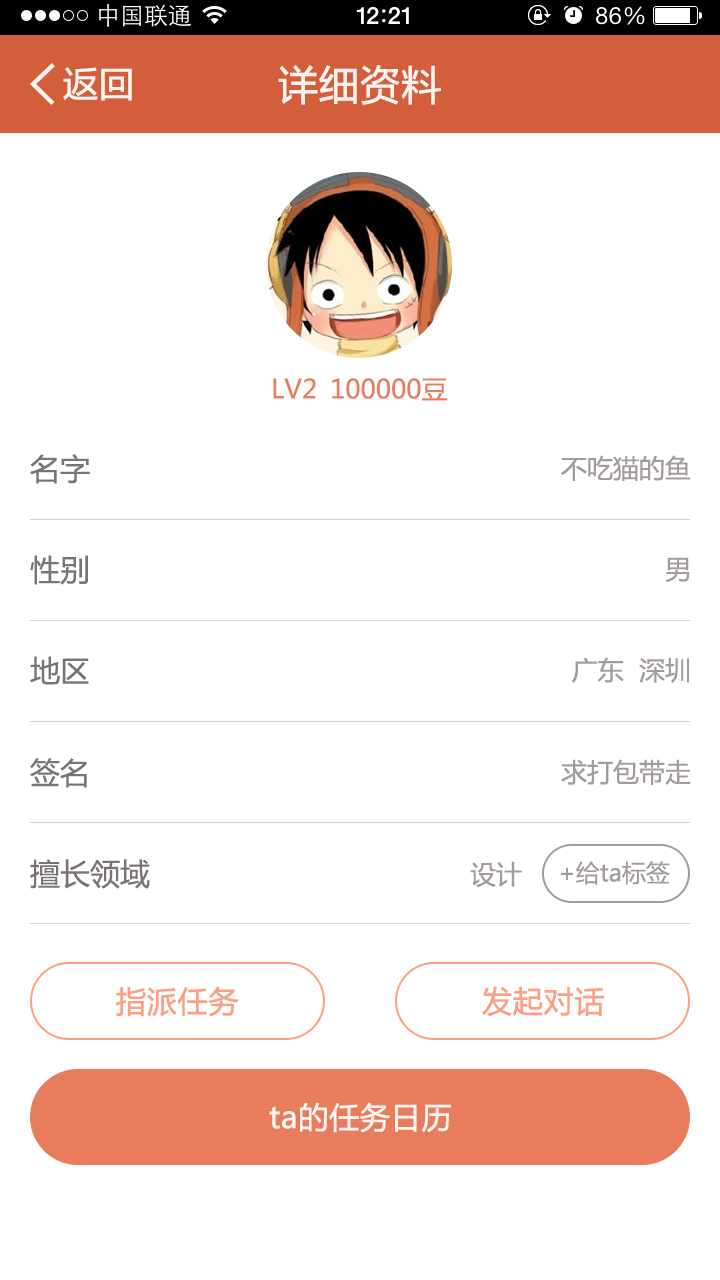 中国联通 12:21 86%
返回 详细资料
LV2 100000豆
名字 不吃猫的鱼
性别 男
地区 广东 深圳
签名 求打包带走
擅长领域 设计 +给ta标签
指派任务 发起对话
ta的任务日历